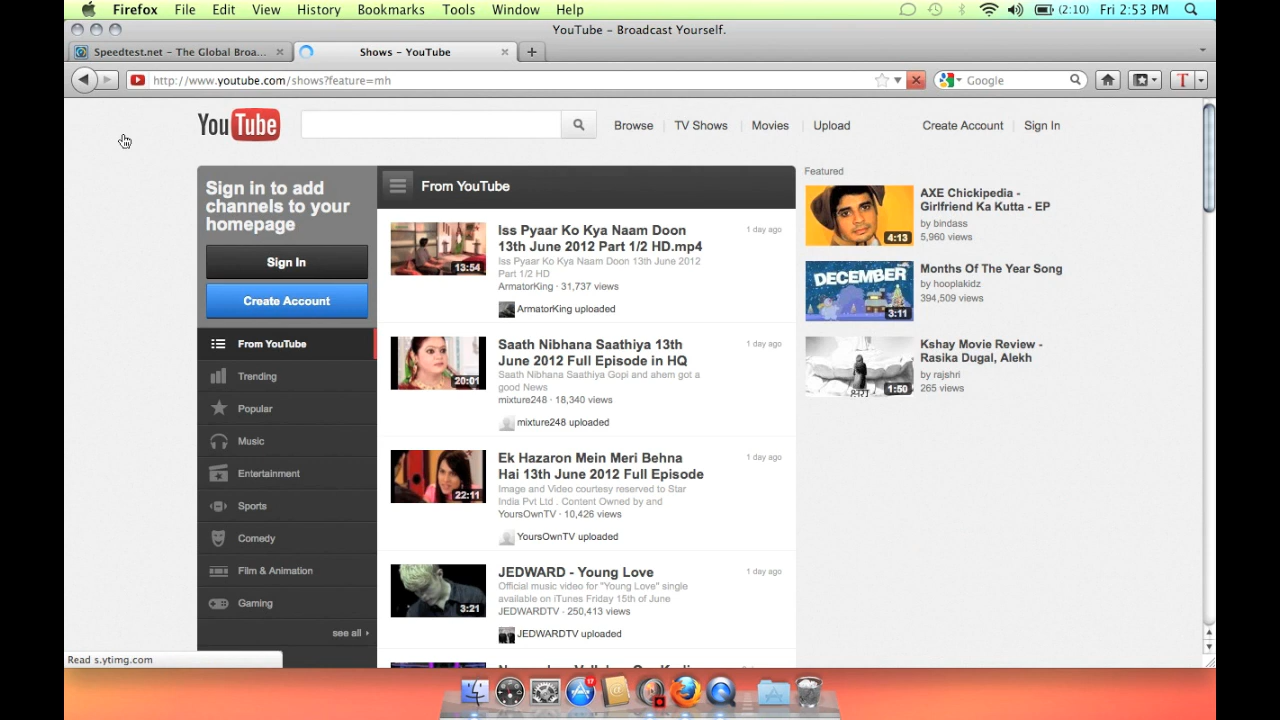 Firefox File Edit View History Bookmarks Tools Window Help
(2:10) Fri 2:53 PM
YouTube – Broadcast Yourself.
Speedtest.net – The Global Broa...
Shows – YouTube
http://www.youtube.com/shows?feature=mh
Google
YouTube
Browse
TV Shows
Movies
Upload
Create Account
Sign In
Sign in to add
channels to your
homepage
Sign In
Create Account
From YouTube
Trending
Popular
Music
Entertainment
Sports
Comedy
Film & Animation
Gaming
see all
From YouTube
13:54
Iss Pyaar Ko Kya Naam Doon
13th June 2012 Part 1/2 HD.mp4
1 day ago
Iss Pyaar Ko Kya Naam Doon 13th June 2012
Part 1/2 HD
ArmatorKing · 31,737 views
ArmatorKing uploaded
20:01
Saath Nibhana Saathiya 13th
June 2012 Full Episode in HQ
1 day ago
Saath Nibhana Saathiya Gopi and ahem got a
good News
mixture248 · 18,340 views
mixture248 uploaded
22:11
Ek Hazaron Mein Meri Behna
Hai 13th June 2012 Full Episode
1 day ago
Image and Video courtesy reserved to Star
India Pvt Ltd . Content Owned by and
YoursOwnTV · 10,426 views
YoursOwnTV uploaded
3:21
JEDWARD - Young Love
1 day ago
Official music video for "Young Love" single
available on iTunes Friday 15th of June
JEDWARDTV · 250,413 views
JEDWARDTV uploaded
Featured
4:13
AXE Chickipedia -
Girlfriend Ka Kutta - EP
by bindass
5,960 views
DECEMBER
3:11
Months Of The Year Song
by hooplakidz
394,509 views
1:50
Kshay Movie Review -
Rasika Dugal, Alekh
by rajshri
265 views
Read s.ytimg.com
17